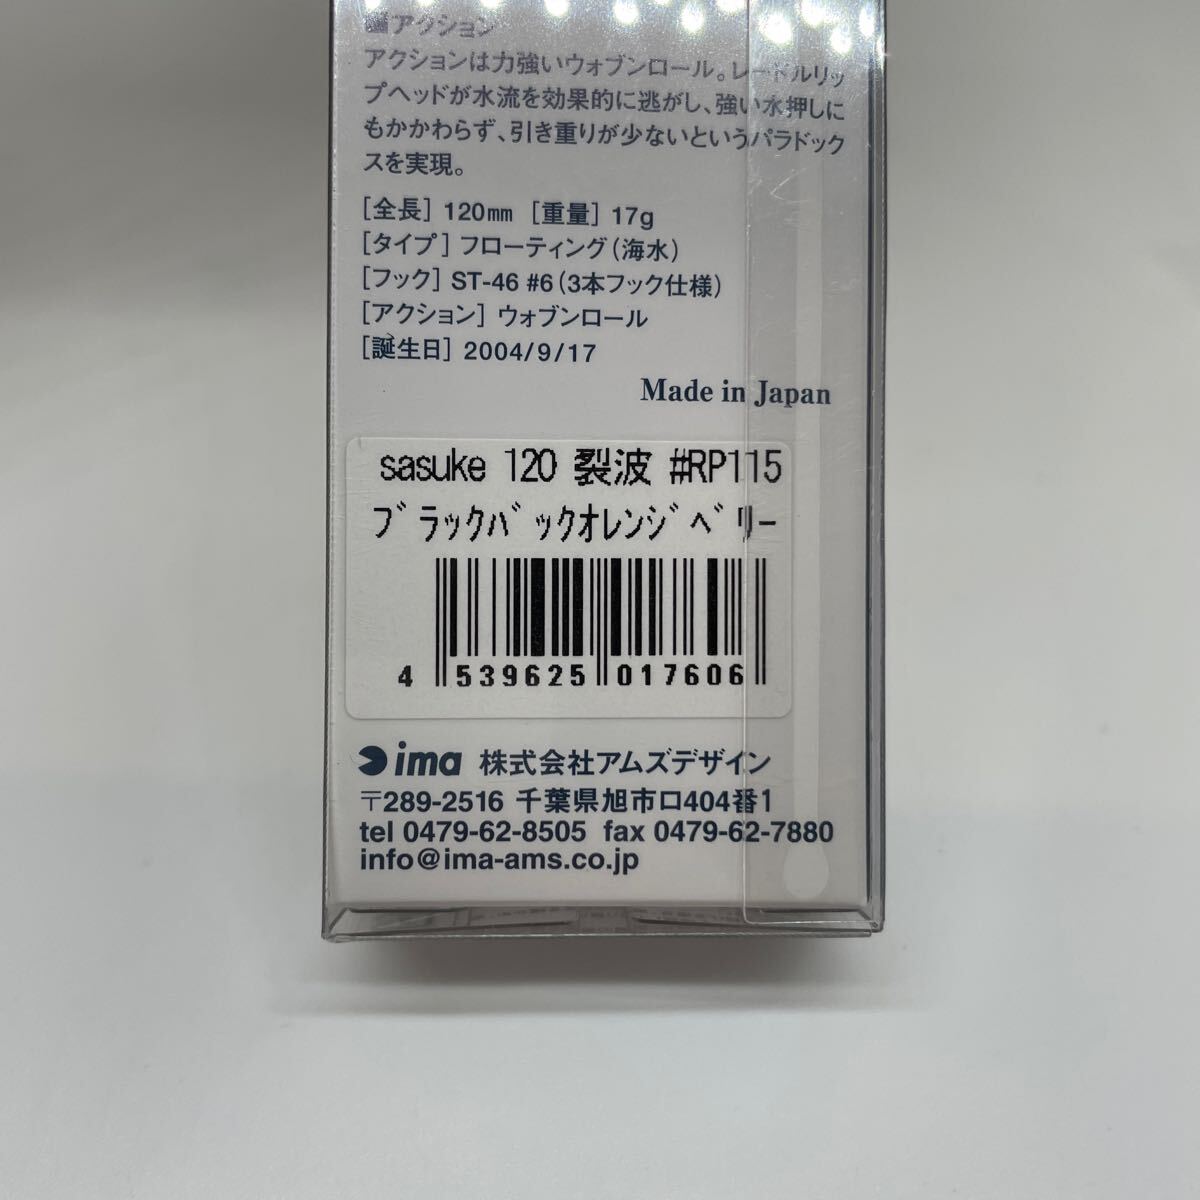 ■アクション
アクションは力強いウォブンロール。レードルリッ
プヘッドが水流を効果的に逃がし、強い水押しに
もかかわらず、引き重りが少ないというパラドック
スを実現。
[全長] 120mm [重量] 17g
[タイプ] フローティング(海水)
[フック] ST-46 #6(3本フック仕様)
[アクション] ウォブンロール
[誕生日] 2004/9/17
Made in Japan
sasuke 120 裂波 #RP115
ブラックバックオレンジベリー
4 539625 017606
ima 株式会社アムズデザイン
〒289-2516 千葉県旭市ロ404番1
tel 0479-62-8505 fax 0479-62-7880
info@ima-ams.co.jp